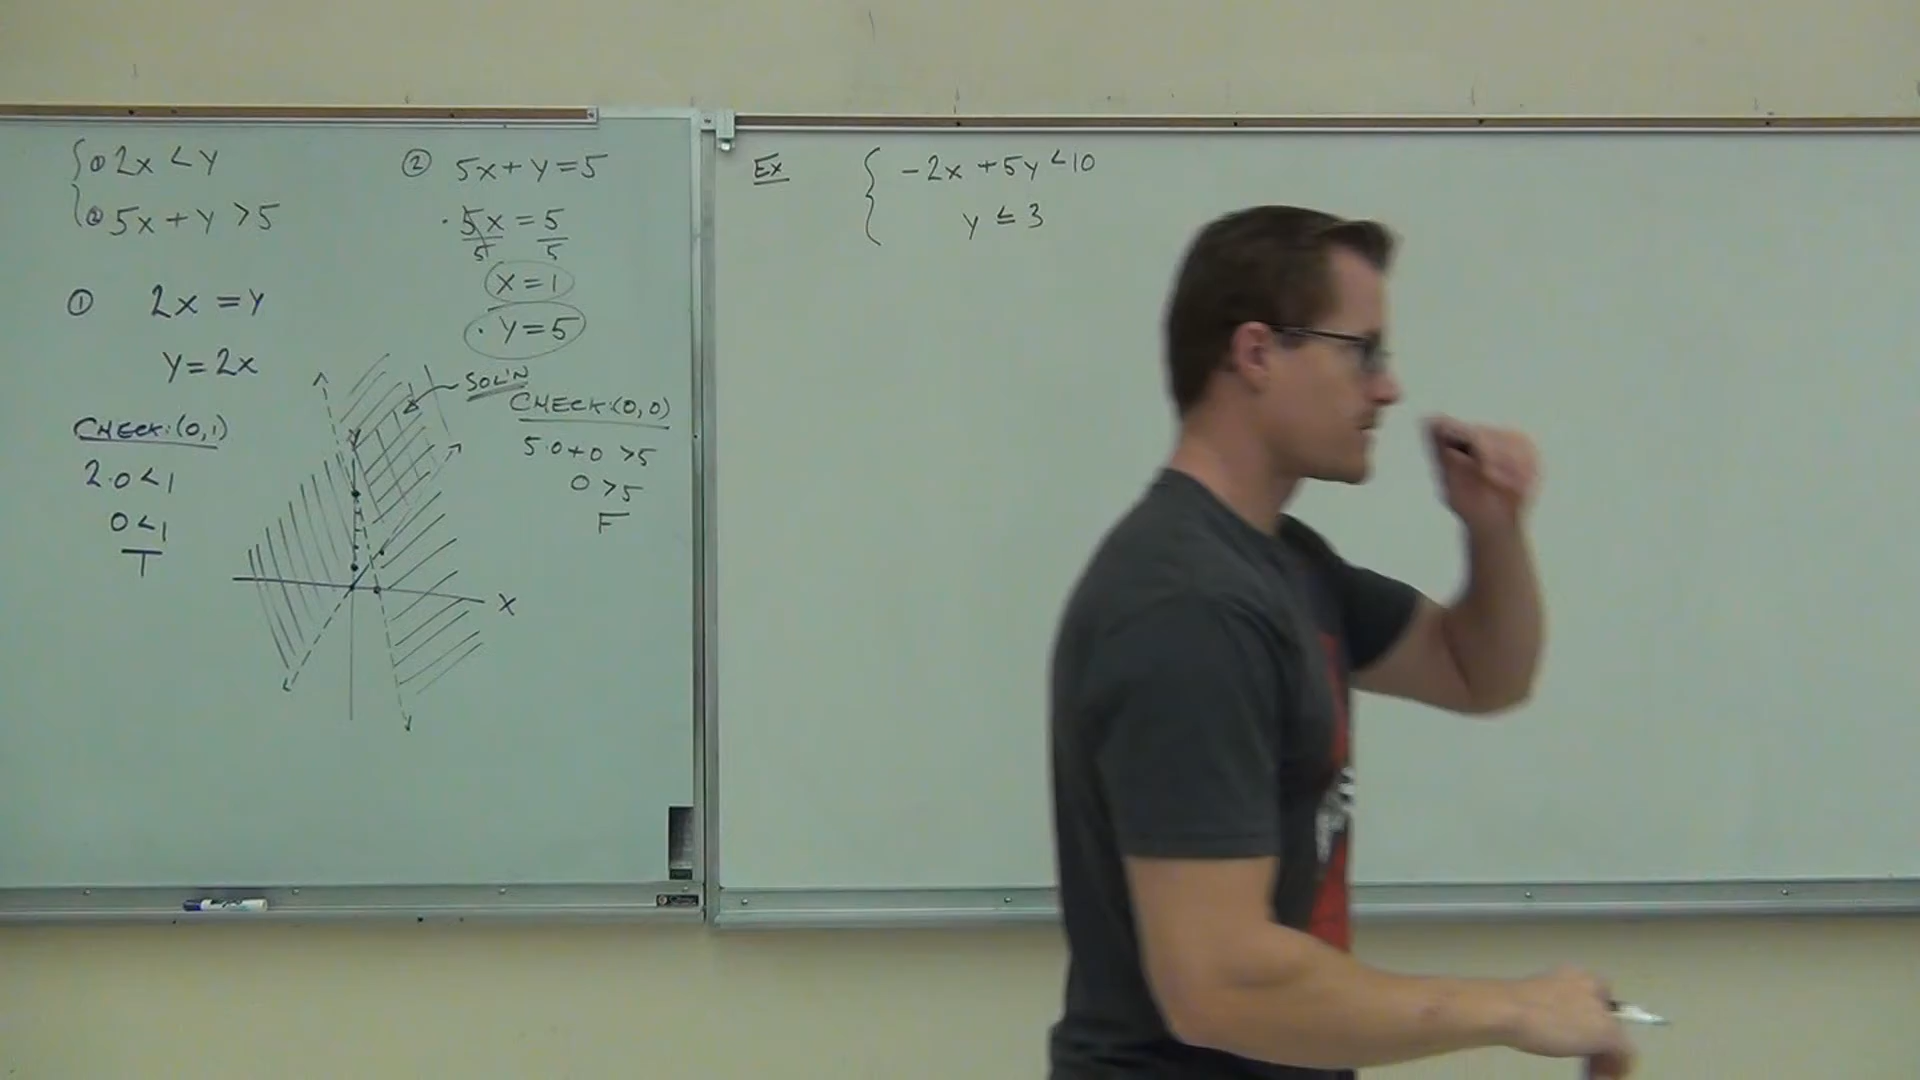 ① 2x < y
② 5x + y > 5
① 2x = y
y = 2x
CHECK: (0,1)
2·0 < 1
0 < 1
T
② 5x + y = 5
· 5x = 5
5 5
x = 1
· y = 5
SOL'N
CHECK: (0,0)
5·0+0 > 5
0 > 5
F
y
x
Ex
-2x + 5y < 10
y ≤ 3